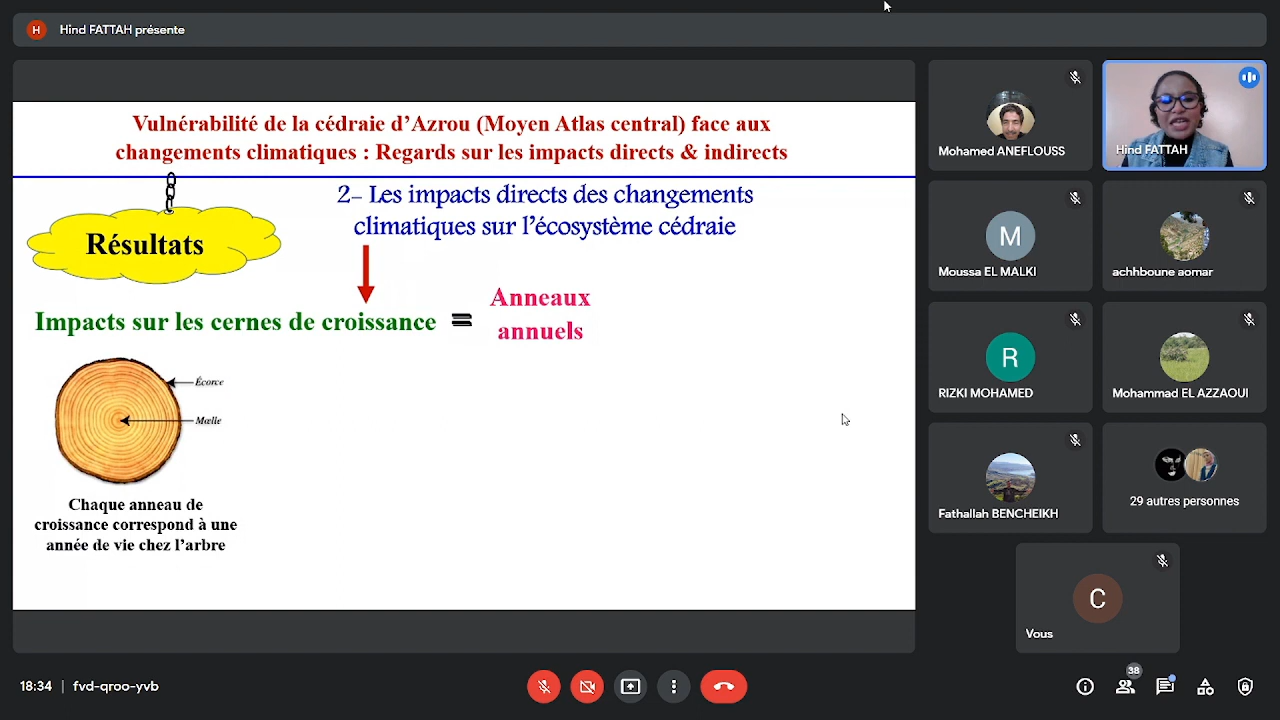 H
Hind FATTAH présente
Vulnérabilité de la cédraie d'Azrou (Moyen Atlas central) face aux
changements climatiques : Regards sur les impacts directs & indirects
2- Les impacts directs des changements
climatiques sur l'écosystème cédraie
Résultats
Impacts sur les cernes de croissance =
Anneaux
annuels
Écorce
Mœlle
Chaque anneau de
croissance correspond à une
année de vie chez l'arbre
Mohamed ANEFLOUSS
Hind FATTAH
M
Moussa EL MALKI
achhboune aomar
R
RIZKI MOHAMED
Mohammad EL AZZAOUI
Fathallah BENCHEIKH
29 autres personnes
C
Vous
18:34 | fvd-qroo-yvb
38